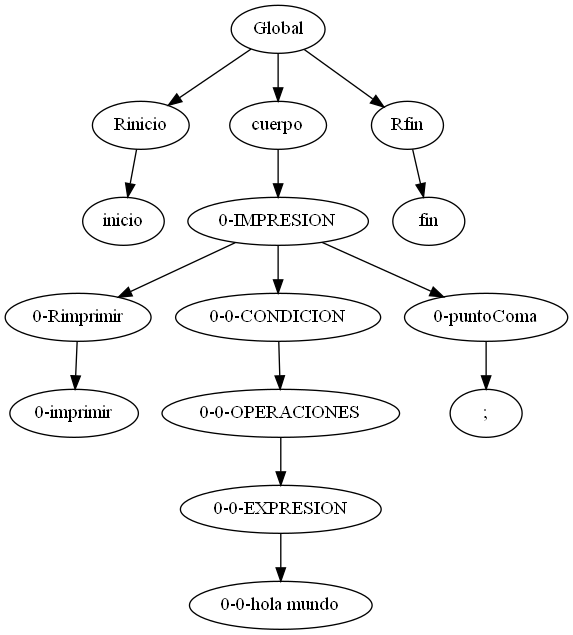 Global
Rinicio
cuerpo
Rfin
inicio
0-IMPRESION
fin
0-Rimprimir
0-0-CONDICION
0-puntoComa
0-imprimir
0-0-OPERACIONES
;
0-0-EXPRESION
0-0-hola mundo